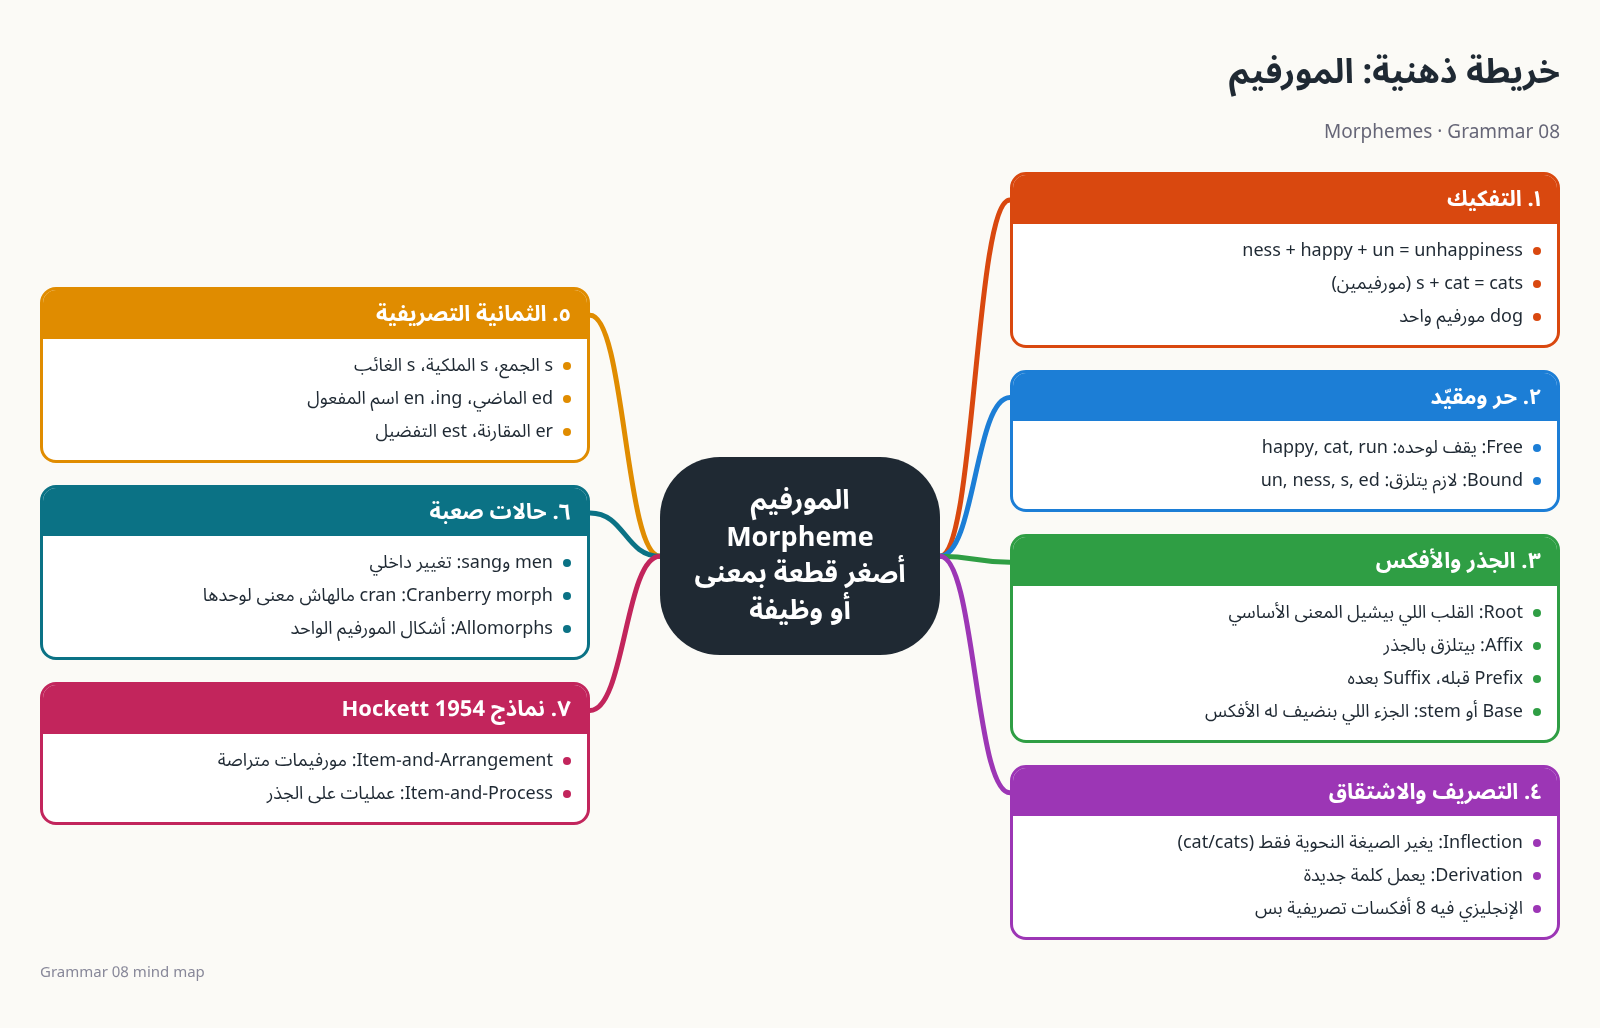 خريطة ذهنية: المورفيم
Morphemes · Grammar 08
١. التفكيك
ness + happy + un = unhappiness
s + cat = cats (مورفيمين)
dog مورفيم واحد
٢. حر ومقيّد
Free: يقف لوحده: happy, cat, run
Bound: لازم يتلزق: un, ness, s, ed
٣. الجذر والأفكس
Root: القلب اللي بيشيل المعنى الأساسي
Affix: بيتلزق بالجذر
Prefix قبله، Suffix بعده
Base أو stem: الجزء اللي بنضيف له الأفكس
٤. التصريف والاشتقاق
Inflection: يغير الصيغة النحوية فقط (cat/cats)
Derivation: يعمل كلمة جديدة
الإنجليزي فيه 8 أفكسات تصريفية بس
المورفيم
Morpheme
أصغر قطعة بمعنى
أو وظيفة
٥. الثمانية التصريفية
s الجمع، s الملكية، s الغائب
ed الماضي، ing، en اسم المفعول
er المقارنة، est التفضيل
٦. حالات صعبة
men وsang: تغيير داخلي
Cranberry morph: cran مالهاش معنى لوحدها
Allomorphs: أشكال المورفيم الواحد
٧. نماذج Hockett 1954
Item-and-Arrangement: مورفيمات متراصة
Item-and-Process: عمليات على الجذر
Grammar 08 mind map